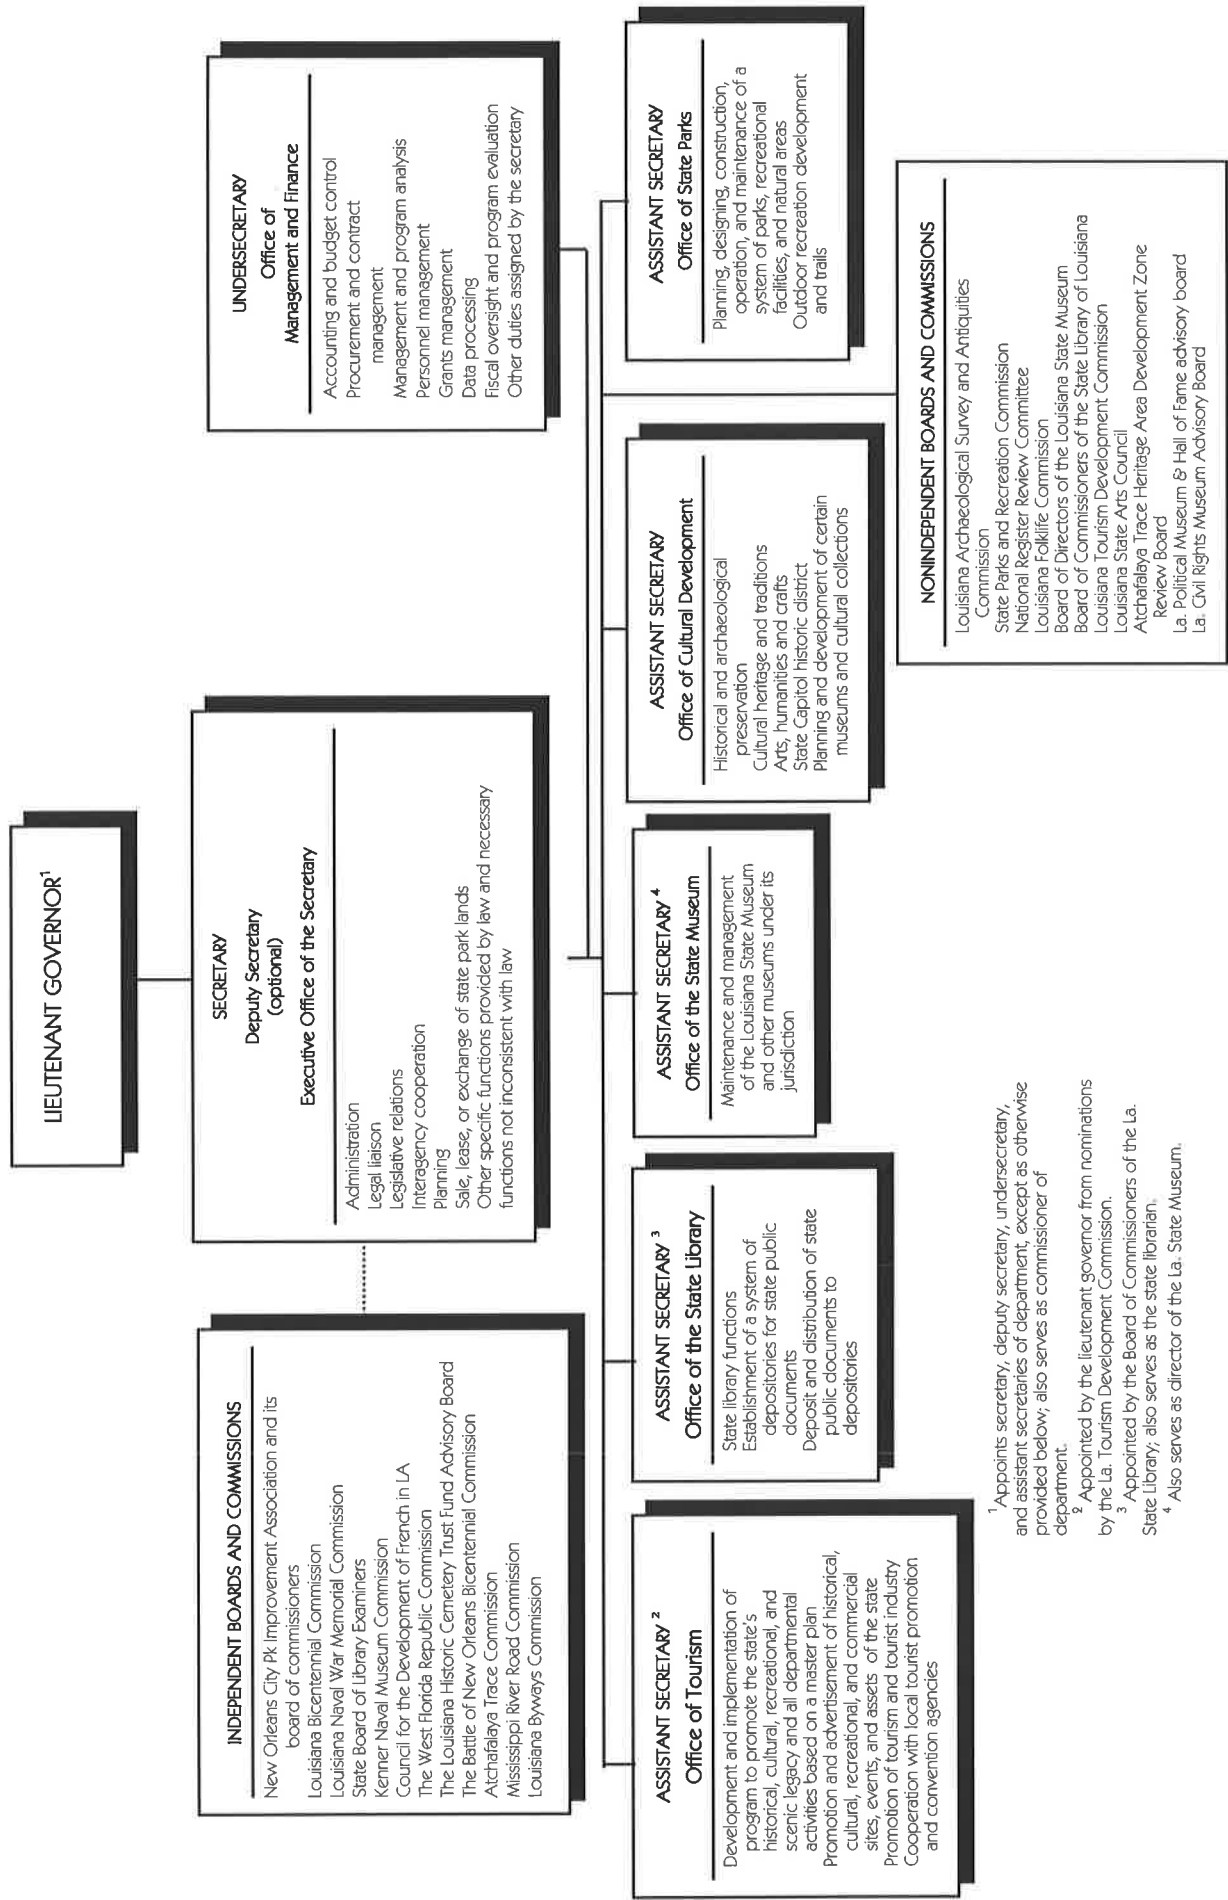 LIEUTENANT GOVERNOR¹
SECRETARY
Deputy Secretary
(optional)
Executive Office of the Secretary
Administration
Legal liaison
Legislative relations
Interagency cooperation
Planning
Sale, lease, or exchange of state park lands
Other specific functions provided by law and necessary
functions not inconsistent with law
INDEPENDENT BOARDS AND COMMISSIONS
New Orleans City Pk Improvement Association and its
board of commissioners
Louisiana Bicentennial Commission
Louisiana Naval War Memorial Commission
State Board of Library Examiners
Kenner Naval Museum Commission
Council for the Development of French in LA
The West Florida Republic Commission
The Louisiana Historic Cemetery Trust Fund Advisory Board
The Battle of New Orleans Bicentennial Commission
Atchafalaya Trace Commission
Mississippi River Road Commission
Louisiana Byways Commission
UNDERSECRETARY
Office of
Management and Finance
Accounting and budget control
Procurement and contract
management
Management and program analysis
Personnel management
Grants management
Data processing
Fiscal oversight and program evaluation
Other duties assigned by the secretary
ASSISTANT SECRETARY ²
Office of Tourism
Development and implementation of
program to promote the state's
historical, cultural, recreational, and
scenic legacy and all departmental
activities based on a master plan
Promotion and advertisement of historical,
cultural, recreational, and commercial
sites, events, and assets of the state
Promotion of tourism and tourist industry
Cooperation with local tourist promotion
and convention agencies
ASSISTANT SECRETARY ³
Office of the State Library
State library functions
Establishment of a system of
depositories for state public
documents
Deposit and distribution of state
public documents to
depositories
ASSISTANT SECRETARY ⁴
Office of the State Museum
Maintenance and management
of the Louisiana State Museum
and other museums under its
jurisdiction
ASSISTANT SECRETARY
Office of Cultural Development
Historical and archaeological
preservation
Cultural heritage and traditions
Arts, humanities and crafts
State Capitol historic district
Planning and development of certain
museums and cultural collections
ASSISTANT SECRETARY
Office of State Parks
Planning, designing, construction,
operation, and maintenance of a
system of parks, recreational
facilities, and natural areas
Outdoor recreation development
and trails
NONINDEPENDENT BOARDS AND COMMISSIONS
Louisiana Archaeological Survey and Antiquities
Commission
State Parks and Recreation Commission
National Register Review Committee
Louisiana Folklife Commission
Board of Directors of the Louisiana State Museum
Board of Commissioners of the State Library of Louisiana
Louisiana Tourism Development Commission
Louisiana State Arts Council
Atchafalaya Trace Heritage Area Development Zone
Review Board
La. Political Museum & Hall of Fame advisory board
La. Civil Rights Museum Advisory Board
¹ Appoints secretary, deputy secretary, undersecretary,
and assistant secretaries of department, except as otherwise
provided below; also serves as commissioner of
department.
² Appointed by the lieutenant governor from nominations
by the La. Tourism Development Commission.
³ Appointed by the Board of Commissioners of the La.
State Library; also serves as the state librarian.
⁴ Also serves as director of the La. State Museum.